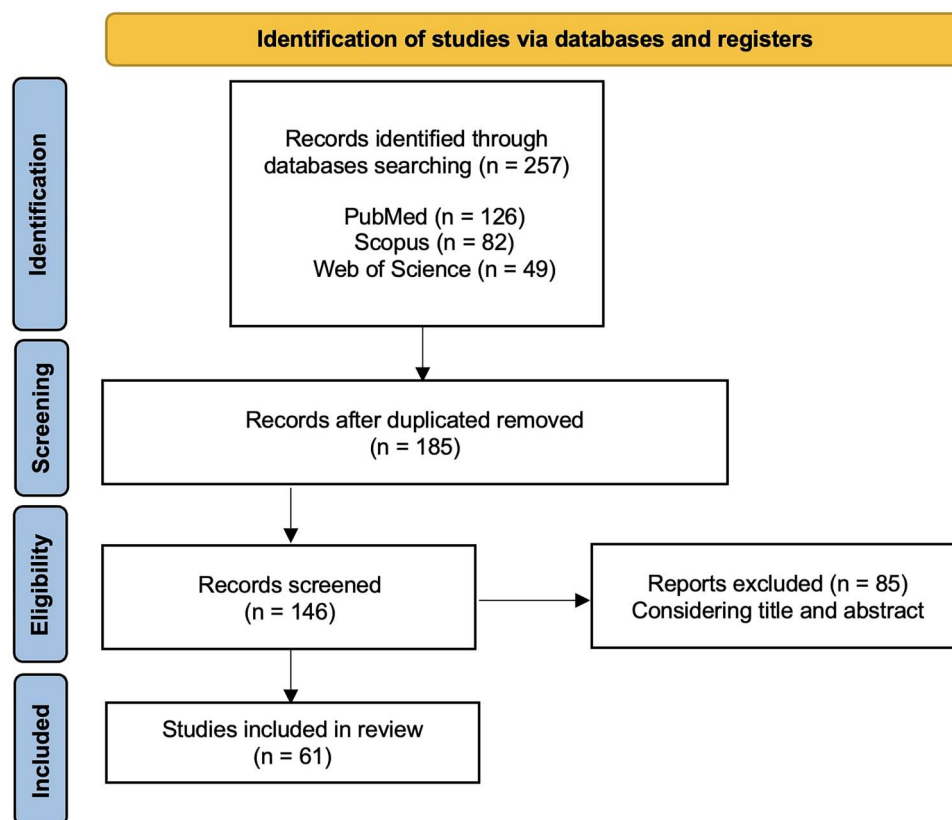 Identification of studies via databases and registers
Identification
Records identified through
databases searching (n = 257)
PubMed (n = 126)
Scopus (n = 82)
Web of Science (n = 49)
Screening
Records after duplicated removed
(n = 185)
Eligibility
Records screened
(n = 146)
Reports excluded (n = 85)
Considering title and abstract
Included
Studies included in review
(n = 61)